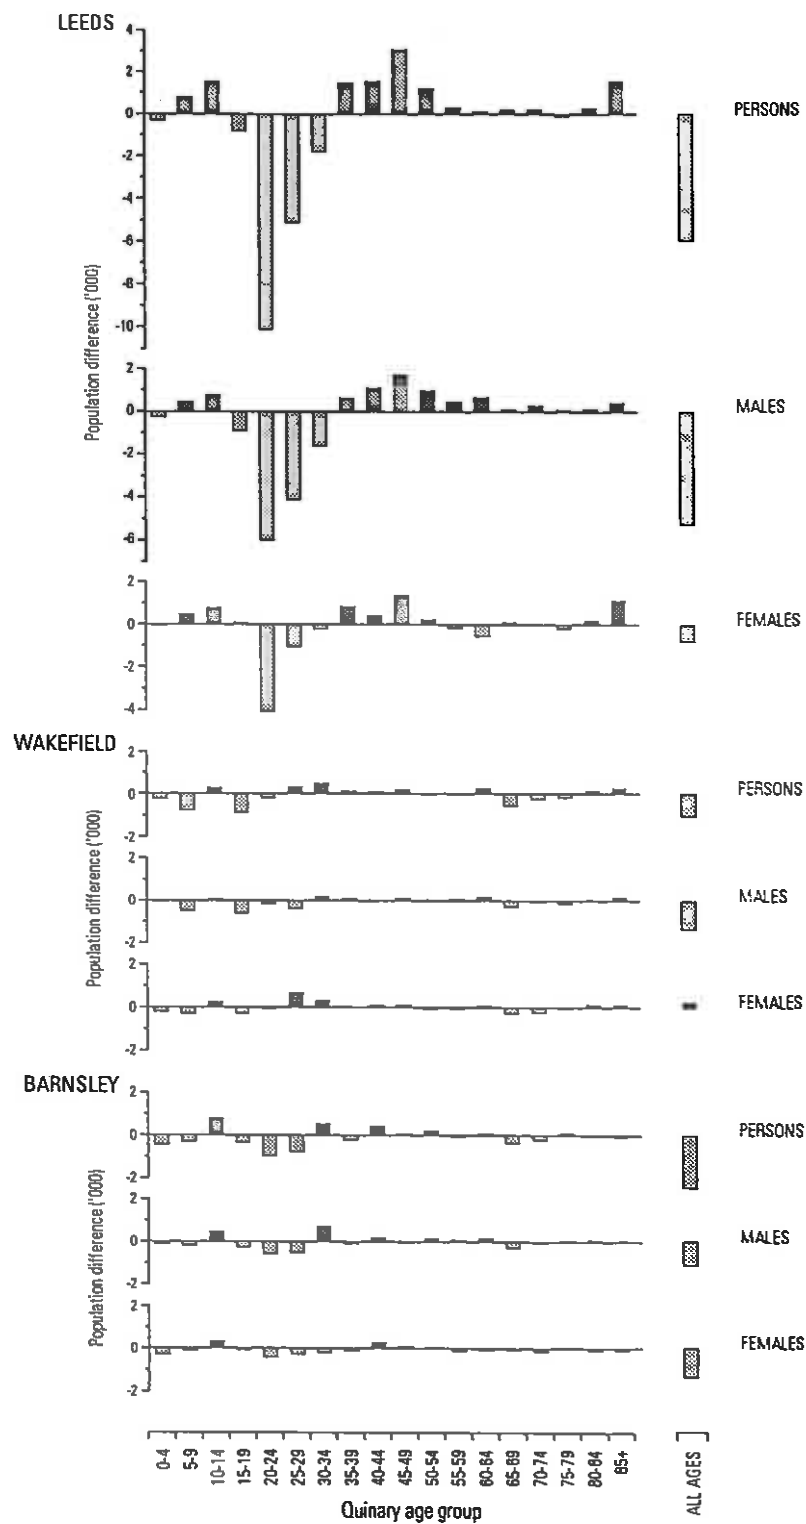 LEEDS
4
2
0
-2
-4
-6
-8
-10
PERSONS
2
0
-2
-4
-6
MALES
2
0
-2
-4
FEMALES
Population difference ('000)
WAKEFIELD
2
0
-2
PERSONS
2
0
-2
MALES
2
0
-2
FEMALES
Population difference ('000)
BARNSLEY
2
0
-2
PERSONS
2
0
-2
MALES
2
0
-2
FEMALES
Population difference ('000)
0-4 5-9 10-14 15-19 20-24 25-29 30-34 35-39 40-44 45-49 50-54 55-59 60-64 65-69 70-74 75-79 80-84 85+ ALL AGES
Quinary age group